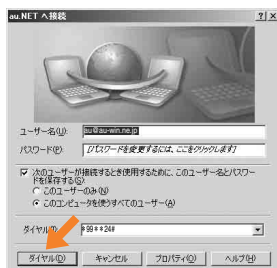 au.NET へ接続
ユーザー名(U):
au@au-win.ne.jp
パスワード(P):
[パスワードを変更するには、ここをクリックします]
次のユーザーが接続するとき使用するために、このユーザー名とパスワー
ドを保存する(S):
このユーザーのみ(N)
このコンピュータを使うすべてのユーザー(A)
ダイヤル(I):
*99**24#
ダイヤル(D)
キャンセル
プロパティ(O)
ヘルプ(H)